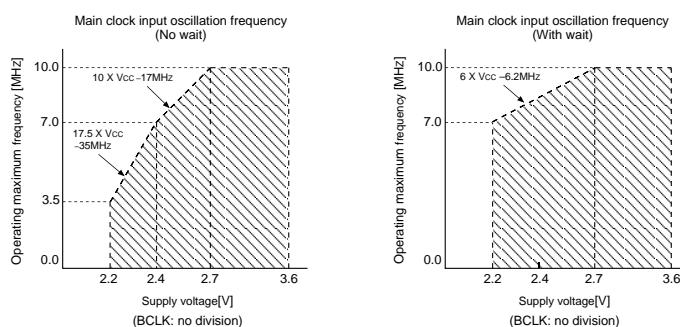 Main clock input oscillation frequency
(No wait)
Operating maximum frequency [MHz]
10.0
7.0
3.5
0.0
10 X Vcc –17MHz
17.5 X Vcc
–35MHz
2.2 2.4 2.7 3.6
Supply voltage[V]
(BCLK: no division)
Main clock input oscillation frequency
(With wait)
Operating maximum frequency [MHz]
10.0
7.0
0.0
6 X Vcc –6.2MHz
2.2 2.4 2.7 3.6
Supply voltage[V]
(BCLK: no division)